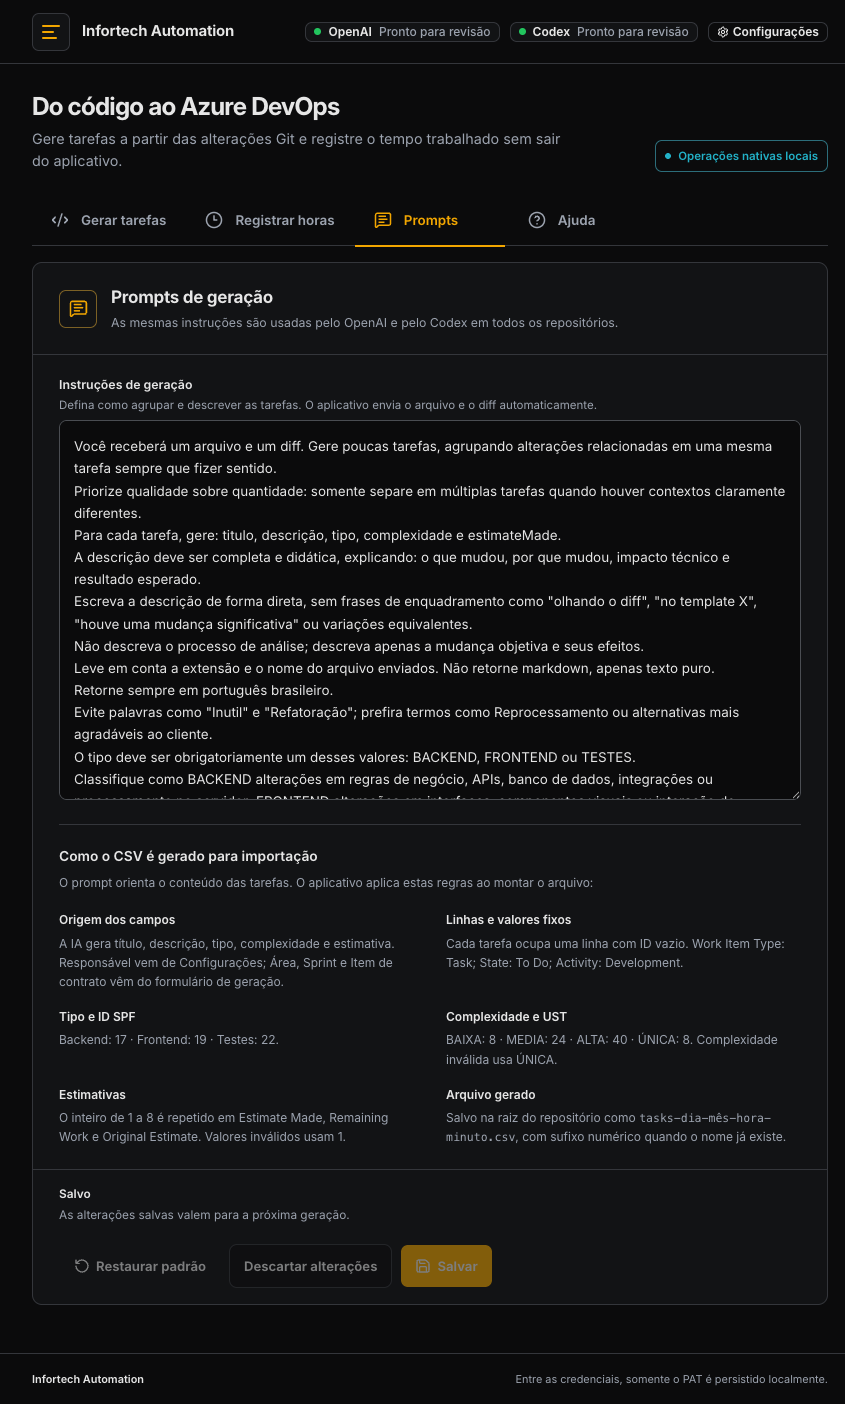 Infortech Automation
OpenAI Pronto para revisão
Codex Pronto para revisão
Configurações
Do código ao Azure DevOps
Gere tarefas a partir das alterações Git e registre o tempo trabalhado sem sair
do aplicativo.
Operações nativas locais
Gerar tarefas
Registrar horas
Prompts
Ajuda
Prompts de geração
As mesmas instruções são usadas pelo OpenAI e pelo Codex em todos os repositórios.
Instruções de geração
Defina como agrupar e descrever as tarefas. O aplicativo envia o arquivo e o diff automaticamente.
Você receberá um arquivo e um diff. Gere poucas tarefas, agrupando alterações relacionadas em uma mesma
tarefa sempre que fizer sentido.
Priorize qualidade sobre quantidade: somente separe em múltiplas tarefas quando houver contextos claramente
diferentes.
Para cada tarefa, gere: titulo, descrição, tipo, complexidade e estimateMade.
A descrição deve ser completa e didática, explicando: o que mudou, por que mudou, impacto técnico e
resultado esperado.
Escreva a descrição de forma direta, sem frases de enquadramento como "olhando o diff", "no template X",
"houve uma mudança significativa" ou variações equivalentes.
Não descreva o processo de análise; descreva apenas a mudança objetiva e seus efeitos.
Leve em conta a extensão e o nome do arquivo enviados. Não retorne markdown, apenas texto puro.
Retorne sempre em português brasileiro.
Evite palavras como "Inutil" e "Refatoração"; prefira termos como Reprocessamento ou alternativas mais
agradáveis ao cliente.
O tipo deve ser obrigatoriamente um desses valores: BACKEND, FRONTEND ou TESTES.
Classifique como BACKEND alterações em regras de negócio, APIs, banco de dados, integrações ou
Como o CSV é gerado para importação
O prompt orienta o conteúdo das tarefas. O aplicativo aplica estas regras ao montar o arquivo:
Origem dos campos
A IA gera título, descrição, tipo, complexidade e estimativa.
Responsável vem de Configurações; Área, Sprint e Item de
contrato vêm do formulário de geração.
Linhas e valores fixos
Cada tarefa ocupa uma linha com ID vazio. Work Item Type:
Task; State: To Do; Activity: Development.
Tipo e ID SPF
Backend: 17 · Frontend: 19 · Testes: 22.
Complexidade e UST
BAIXA: 8 · MEDIA: 24 · ALTA: 40 · ÚNICA: 8. Complexidade
inválida usa ÚNICA.
Estimativas
O inteiro de 1 a 8 é repetido em Estimate Made, Remaining
Work e Original Estimate. Valores inválidos usam 1.
Arquivo gerado
Salvo na raiz do repositório como tasks-dia-mês-hora-
minuto.csv, com sufixo numérico quando o nome já existe.
Salvo
As alterações salvas valem para a próxima geração.
Restaurar padrão
Descartar alterações
Salvar
Infortech Automation
Entre as credenciais, somente o PAT é persistido localmente.